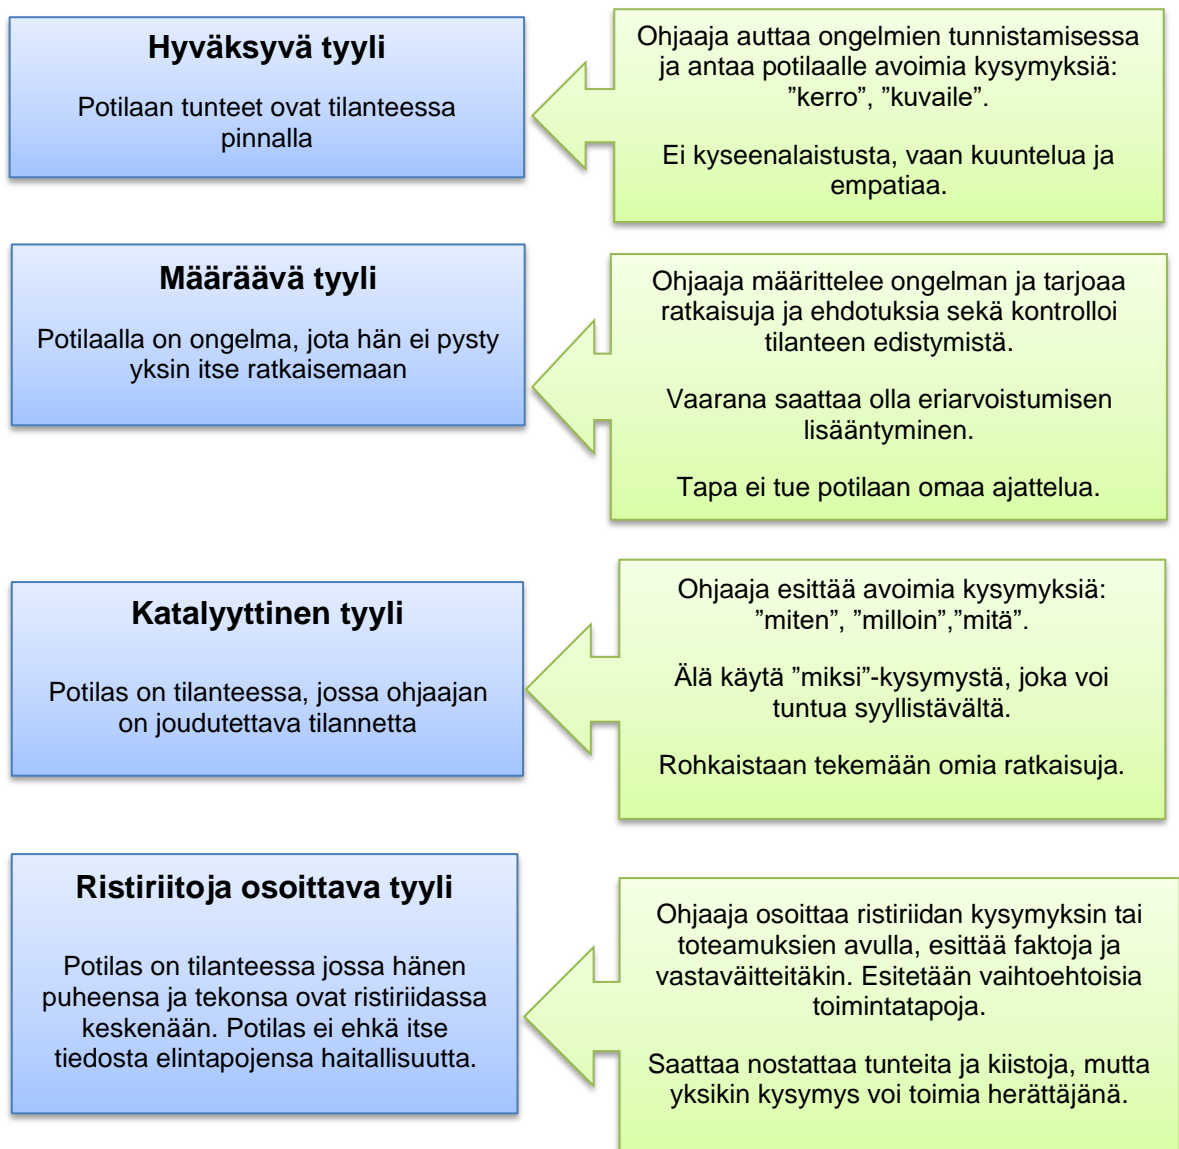 Hyväksyvä tyyli
Potilaan tunteet ovat tilanteessa
pinnalla
Ohjaaja auttaa ongelmien tunnistamisessa
ja antaa potilaalle avoimia kysymyksiä:
”kerro”, ”kuvaile”.
Ei kyseenalaistusta, vaan kuuntelua ja
empatiaa.
Määräävä tyyli
Potilaalla on ongelma, jota hän ei pysty
yksin itse ratkaisemaan
Ohjaaja määrittelee ongelman ja tarjoaa
ratkaisuja ja ehdotuksia sekä kontrolloi
tilanteen edistymistä.
Vaarana saattaa olla eriarvoistumisen
lisääntyminen.
Tapa ei tue potilaan omaa ajattelua.
Katalyyttinen tyyli
Potilas on tilanteessa, jossa ohjaajan
on joudutettava tilannetta
Ohjaaja esittää avoimia kysymyksiä:
”miten”, ”milloin”,”mitä”.
Älä käytä ”miksi”-kysymystä, joka voi
tuntua syyllistävältä.
Rohkaistaan tekemään omia ratkaisuja.
Ristiriitoja osoittava tyyli
Potilas on tilanteessa jossa hänen
puheensa ja tekonsa ovat ristiriidassa
keskenään. Potilas ei ehkä itse
tiedosta elintapojensa haitallisuutta.
Ohjaaja osoittaa ristiriidan kysymyksin tai
toteamuksien avulla, esittää faktoja ja
vastaväitteitäkin. Esitetään vaihtoehtoisia
toimintatapoja.
Saattaa nostattaa tunteita ja kiistoja, mutta
yksikin kysymys voi toimia herättäjänä.